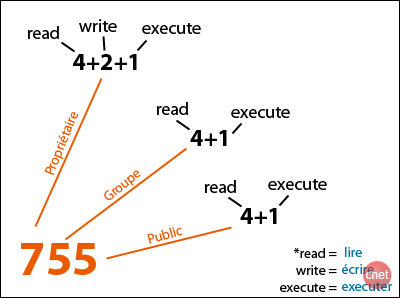 read write execute
4+2+1
Propriétaire
read execute
4+1
Groupe
read execute
4+1
Public
755
*read = lire
write = écrire
execute = executer
cnet